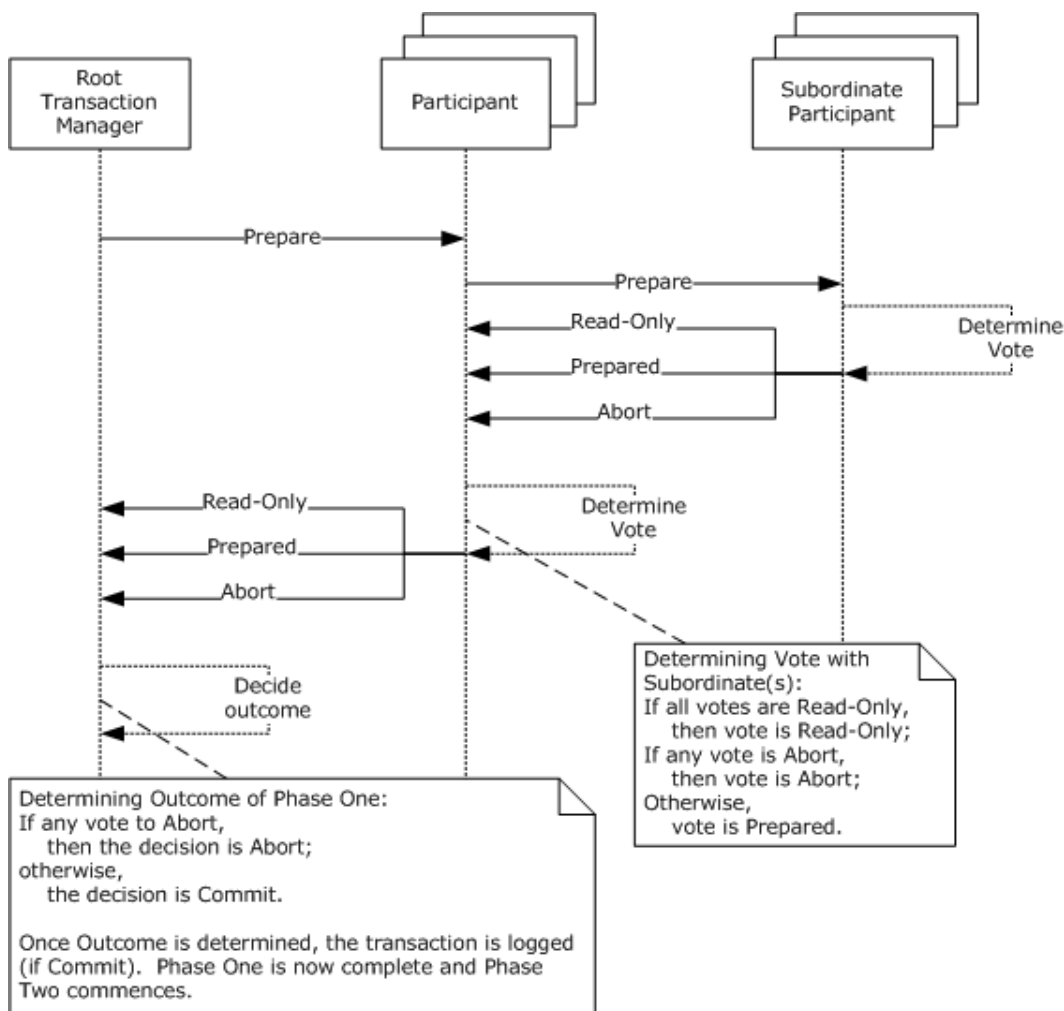 Root
Transaction
Manager
Participant
Subordinate
Participant
Prepare
Prepare
Read-Only
Determine
Vote
Prepared
Abort
Read-Only
Determine
Vote
Prepared
Abort
Decide
outcome
Determining Vote with
Subordinate(s):
If all votes are Read-Only,
then vote is Read-Only;
If any vote is Abort,
then vote is Abort;
Otherwise,
vote is Prepared.
Determining Outcome of Phase One:
If any vote to Abort,
then the decision is Abort;
otherwise,
the decision is Commit.
Once Outcome is determined, the transaction is logged
(if Commit).  Phase One is now complete and Phase
Two commences.